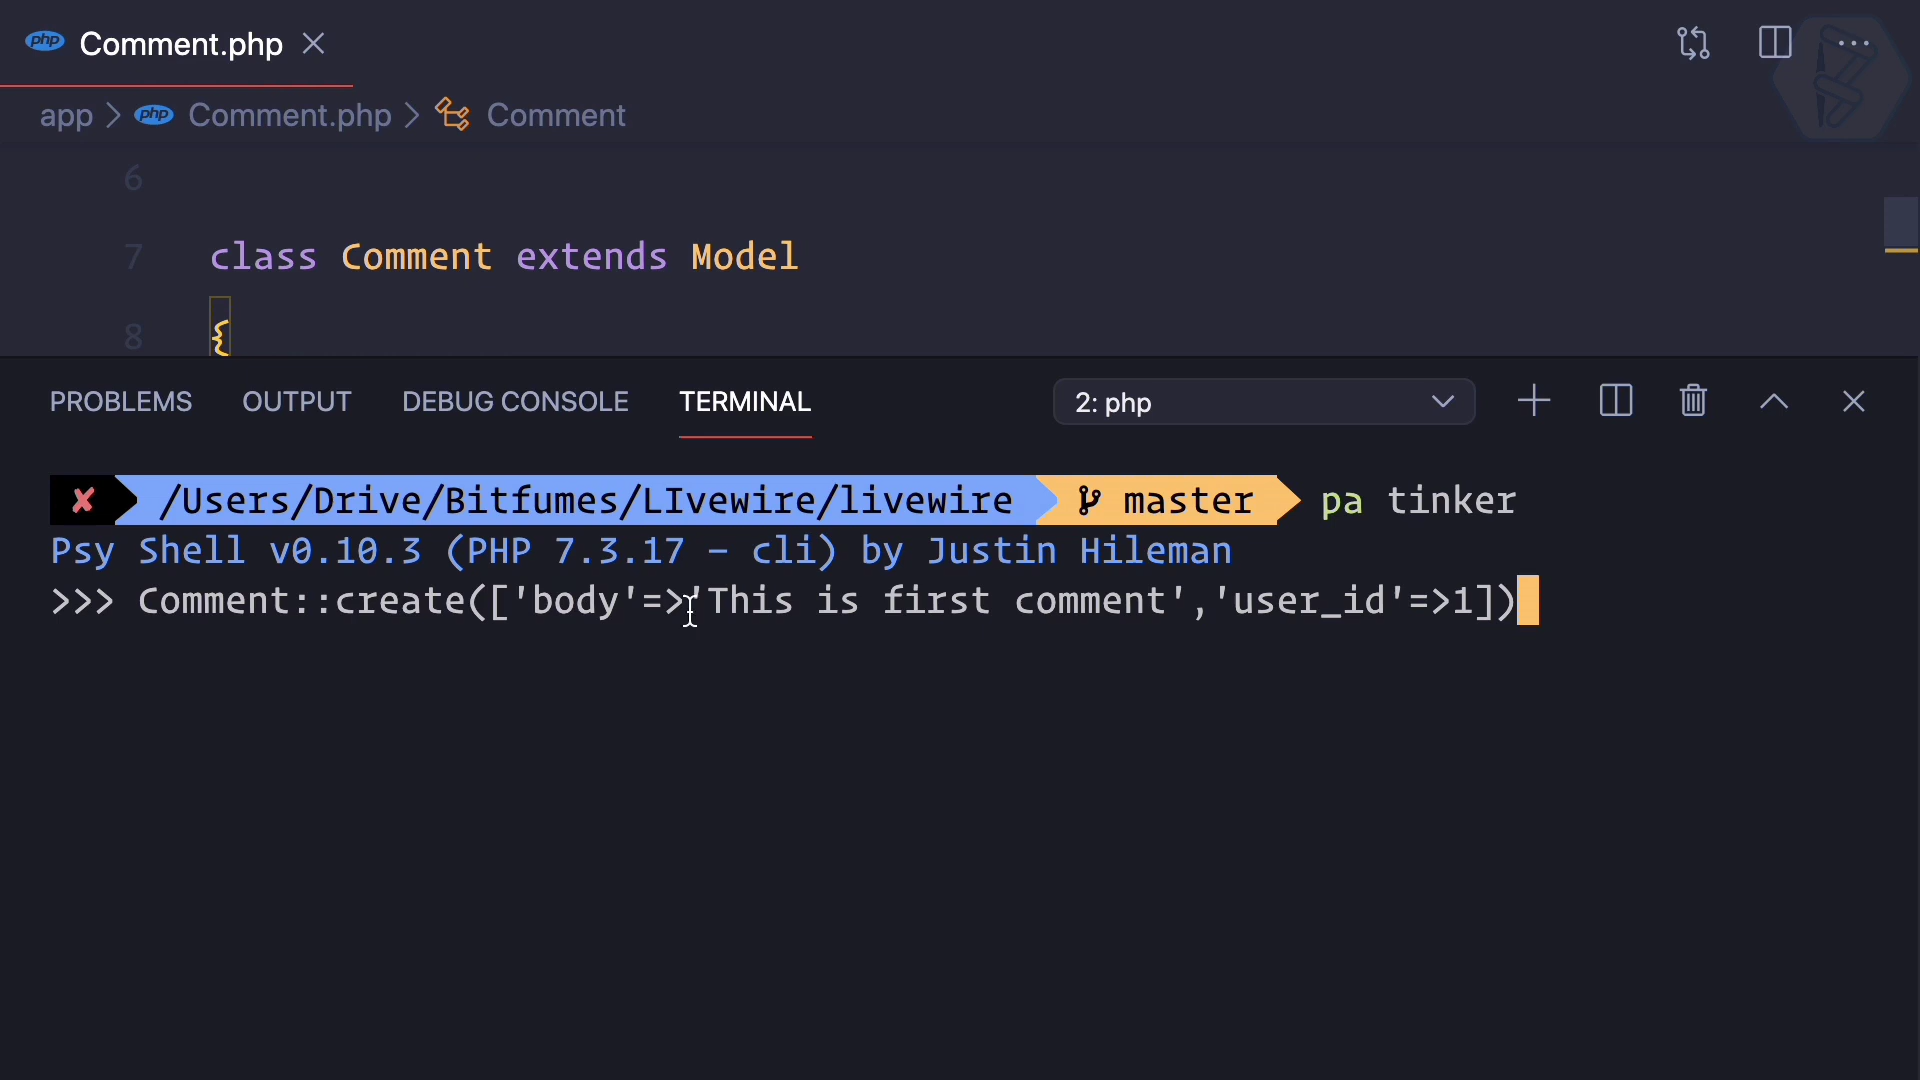 php Comment.php
app > php Comment.php > Comment
6
7 class Comment extends Model
8 {
PROBLEMS OUTPUT DEBUG CONSOLE TERMINAL 2: php
✘ /Users/Drive/Bitfumes/LIvewire/livewire master pa tinker
Psy Shell v0.10.3 (PHP 7.3.17 — cli) by Justin Hileman
>>> Comment::create(['body'=>'This is first comment','user_id'=>1])